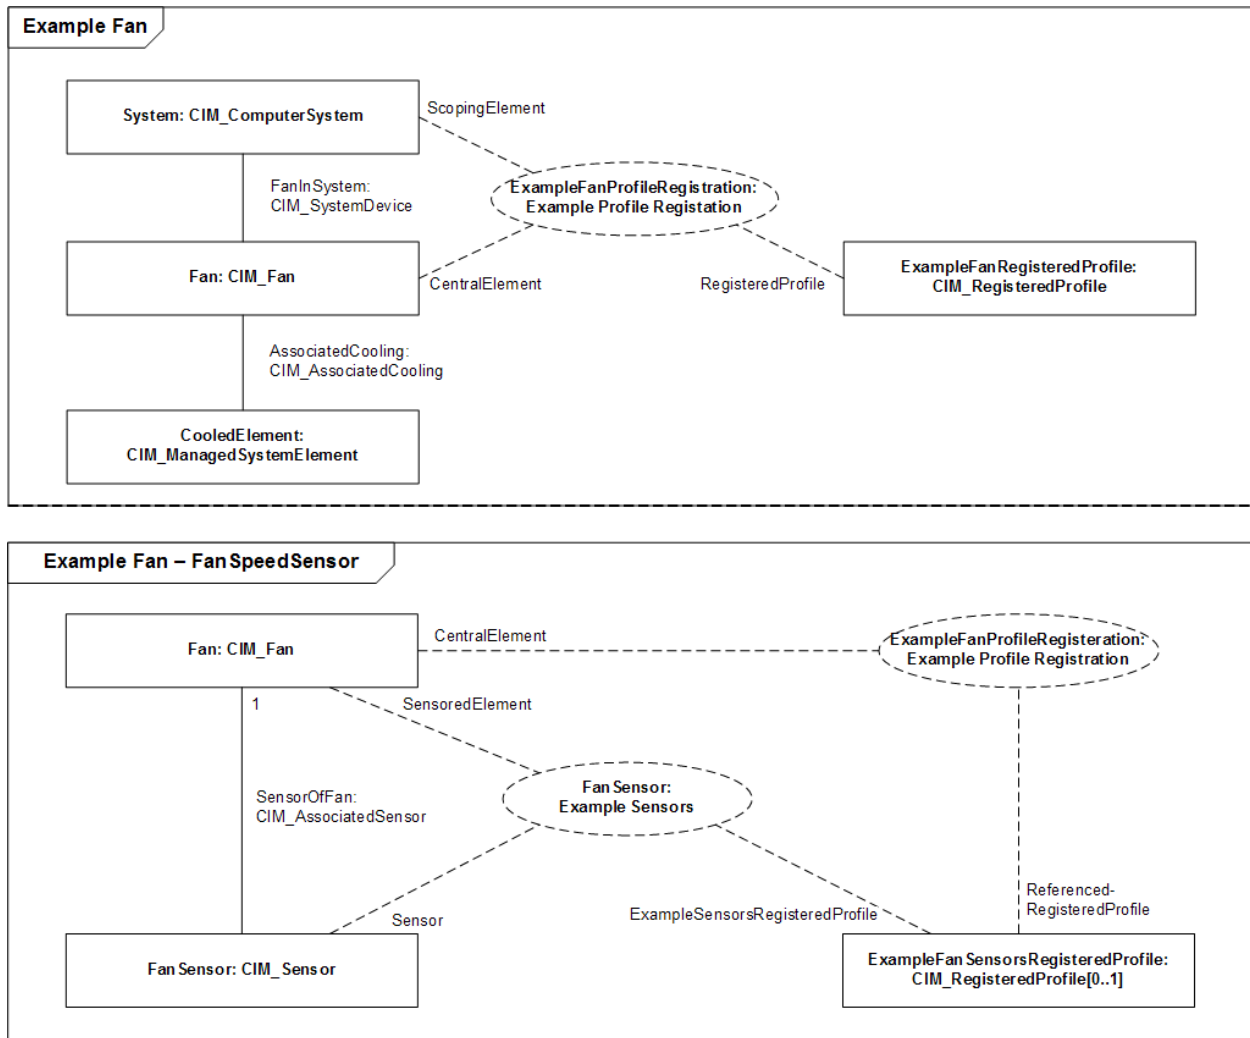 Example Fan
System: CIM_ComputerSystem
ScopingElement
FanInSystem:
CIM_SystemDevice
ExampleFanProfileRegistration:
Example Profile Registation
Fan: CIM_Fan
CentralElement
RegisteredProfile
ExampleFanRegisteredProfile:
CIM_RegisteredProfile
AssociatedCooling:
CIM_AssociatedCooling
CooledElement:
CIM_ManagedSystemElement
Example Fan – FanSpeedSensor
Fan: CIM_Fan
CentralElement
ExampleFanProfileRegisteration:
Example Profile Registration
1
SensoredElement
SensorOfFan:
CIM_AssociatedSensor
FanSensor:
Example Sensors
Sensor
ExampleSensorsRegisteredProfile
Referenced-
RegisteredProfile
FanSensor: CIM_Sensor
ExampleFanSensorsRegisteredProfile:
CIM_RegisteredProfile[0..1]